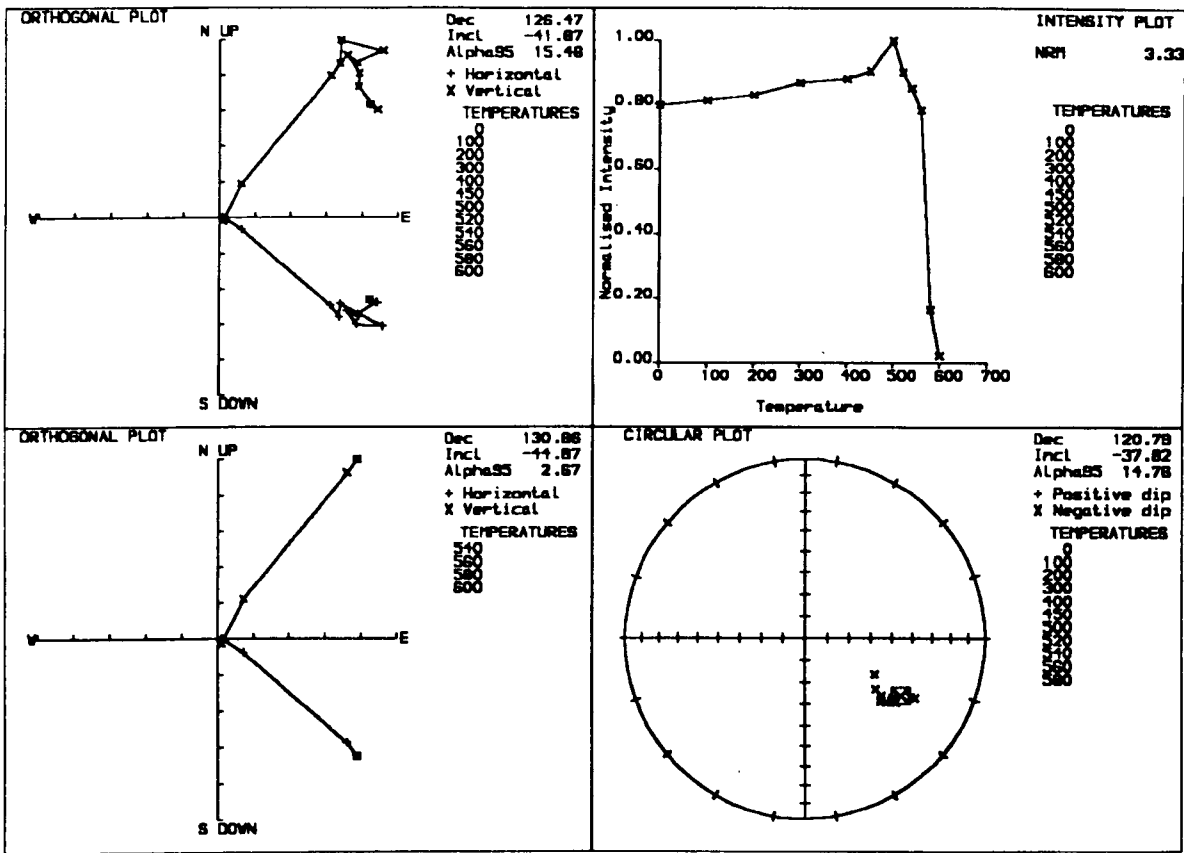 ORTHOGONAL PLOT
N UP
Dec 126.47
Incl -41.87
Alpha95 15.48
+ Horizontal
X Vertical
TEMPERATURES
0
100
200
300
400
450
500
520
540
560
580
600
W
E
S DOWN
INTENSITY PLOT
NRM 3.33
TEMPERATURES
0
100
200
300
400
450
500
520
540
560
580
600
Normalised Intensity
1.00
0.80
0.60
0.40
0.20
0.00
0 100 200 300 400 500 600 700
Temperature
ORTHOGONAL PLOT
N UP
Dec 130.86
Incl -44.87
Alpha95 2.67
+ Horizontal
X Vertical
TEMPERATURES
540
560
580
600
W
E
S DOWN
CIRCULAR PLOT
Dec 120.79
Incl -37.82
Alpha95 14.76
+ Positive dip
X Negative dip
TEMPERATURES
0
100
200
300
400
450
500
520
540
560
580